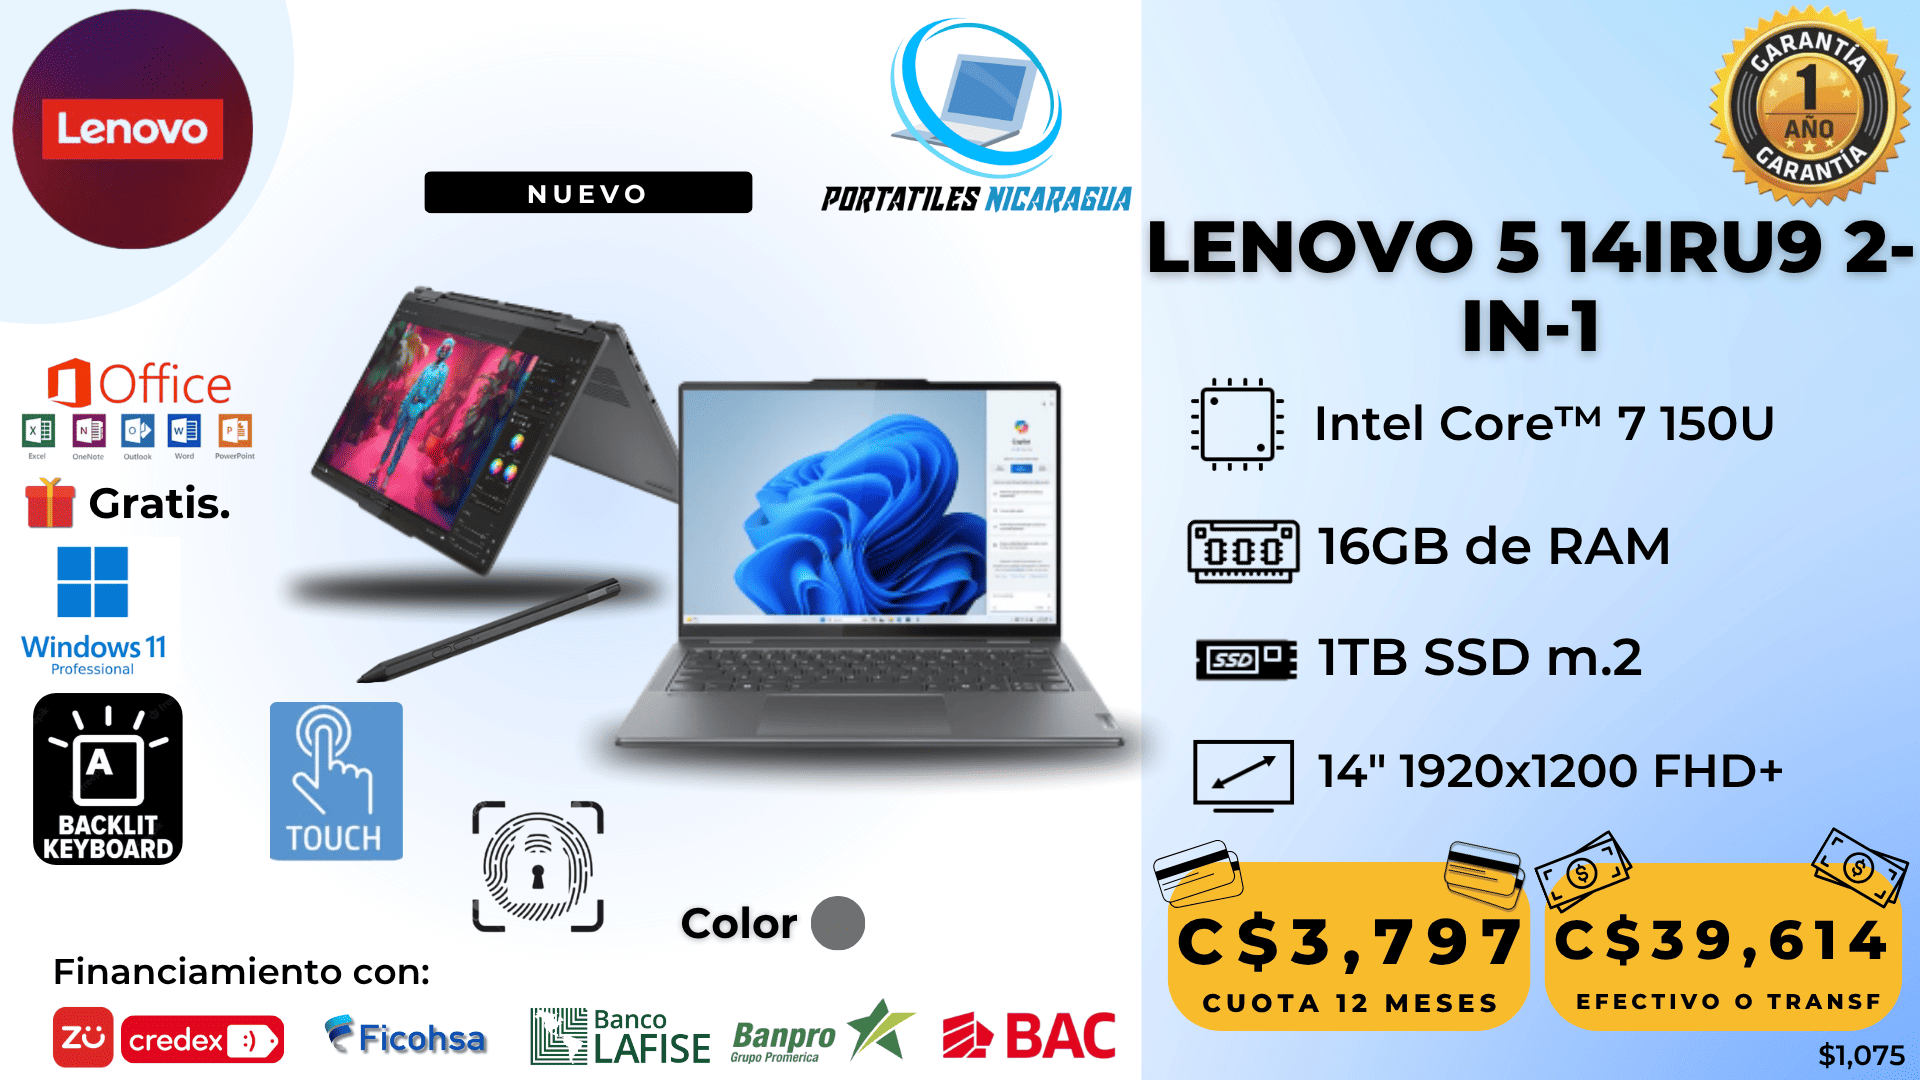 Lenovo
NUEVO
PORTATILES NICARAGUA
GARANTÍA
1
AÑO
GARANTÍA
LENOVO 5 14IRU9 2-
IN-1
Office
Excel
OneNote
Outlook
Word
PowerPoint
Gratis.
Windows 11
Professional
A
BACKLIT
KEYBOARD
TOUCH
Color
Intel Core™ 7 150U
16GB de RAM
SSD
1TB SSD m.2
14" 1920x1200 FHD+
C$3,797
CUOTA 12 MESES
C$39,614
EFECTIVO O TRANSF
$1,075
Financiamiento con:
zü
credex :)
Ficohsa
Banco
LAFISE
Banpro
Grupo Promerica
BAC